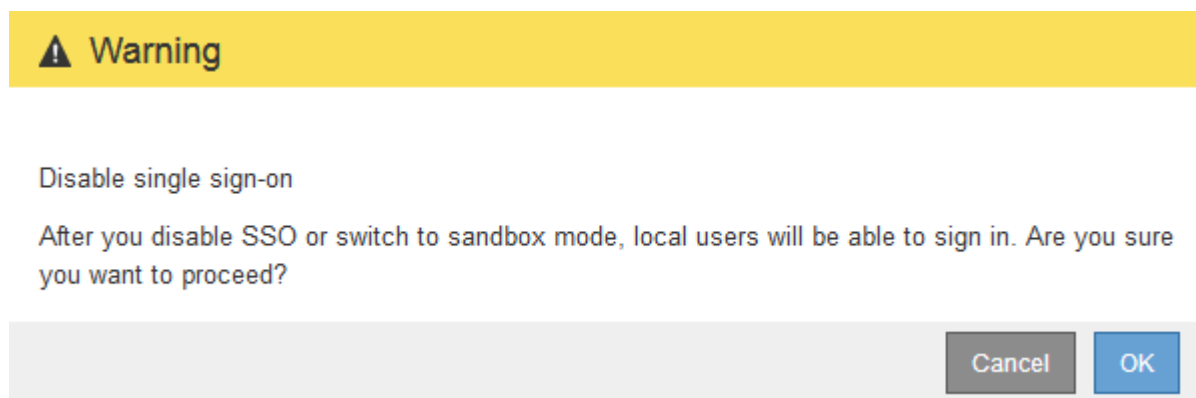 Warning
Disable single sign-on
After you disable SSO or switch to sandbox mode, local users will be able to sign in. Are you sure
you want to proceed?
Cancel
OK